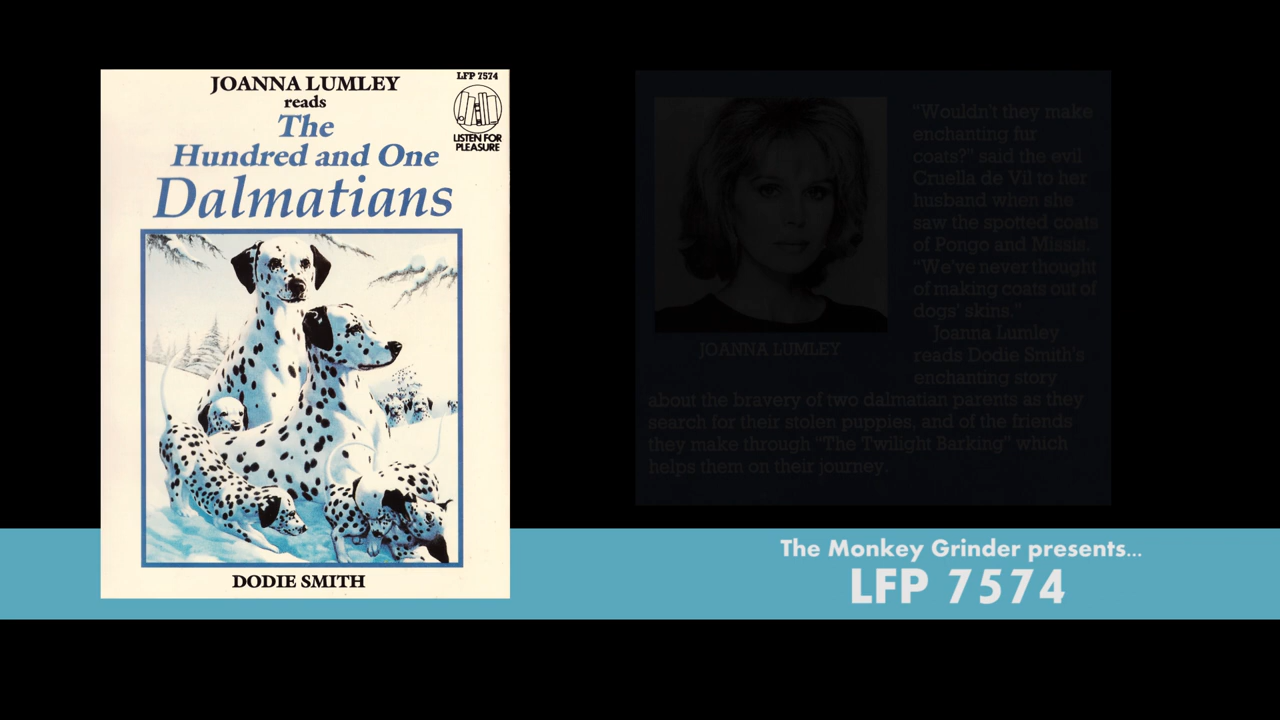 JOANNA LUMLEY
reads
The
Hundred and One
Dalmatians
LFP 7574
LISTEN FOR
PLEASURE
DODIE SMITH
"Wouldn't they make
enchanting fur
coats?" said the evil
Cruella de Vil to her
husband when she
saw the spotted coats
of Pongo and Missis.
"We've never thought
of making coats out of
dogs' skins."
Joanna Lumley
reads Dodie Smith's
enchanting story
about the bravery of two dalmatian parents as they
search for their stolen puppies, and of the friends
they make through "The Twilight Barking" which
helps them on their journey.
JOANNA LUMLEY
The Monkey Grinder presents...
LFP 7574